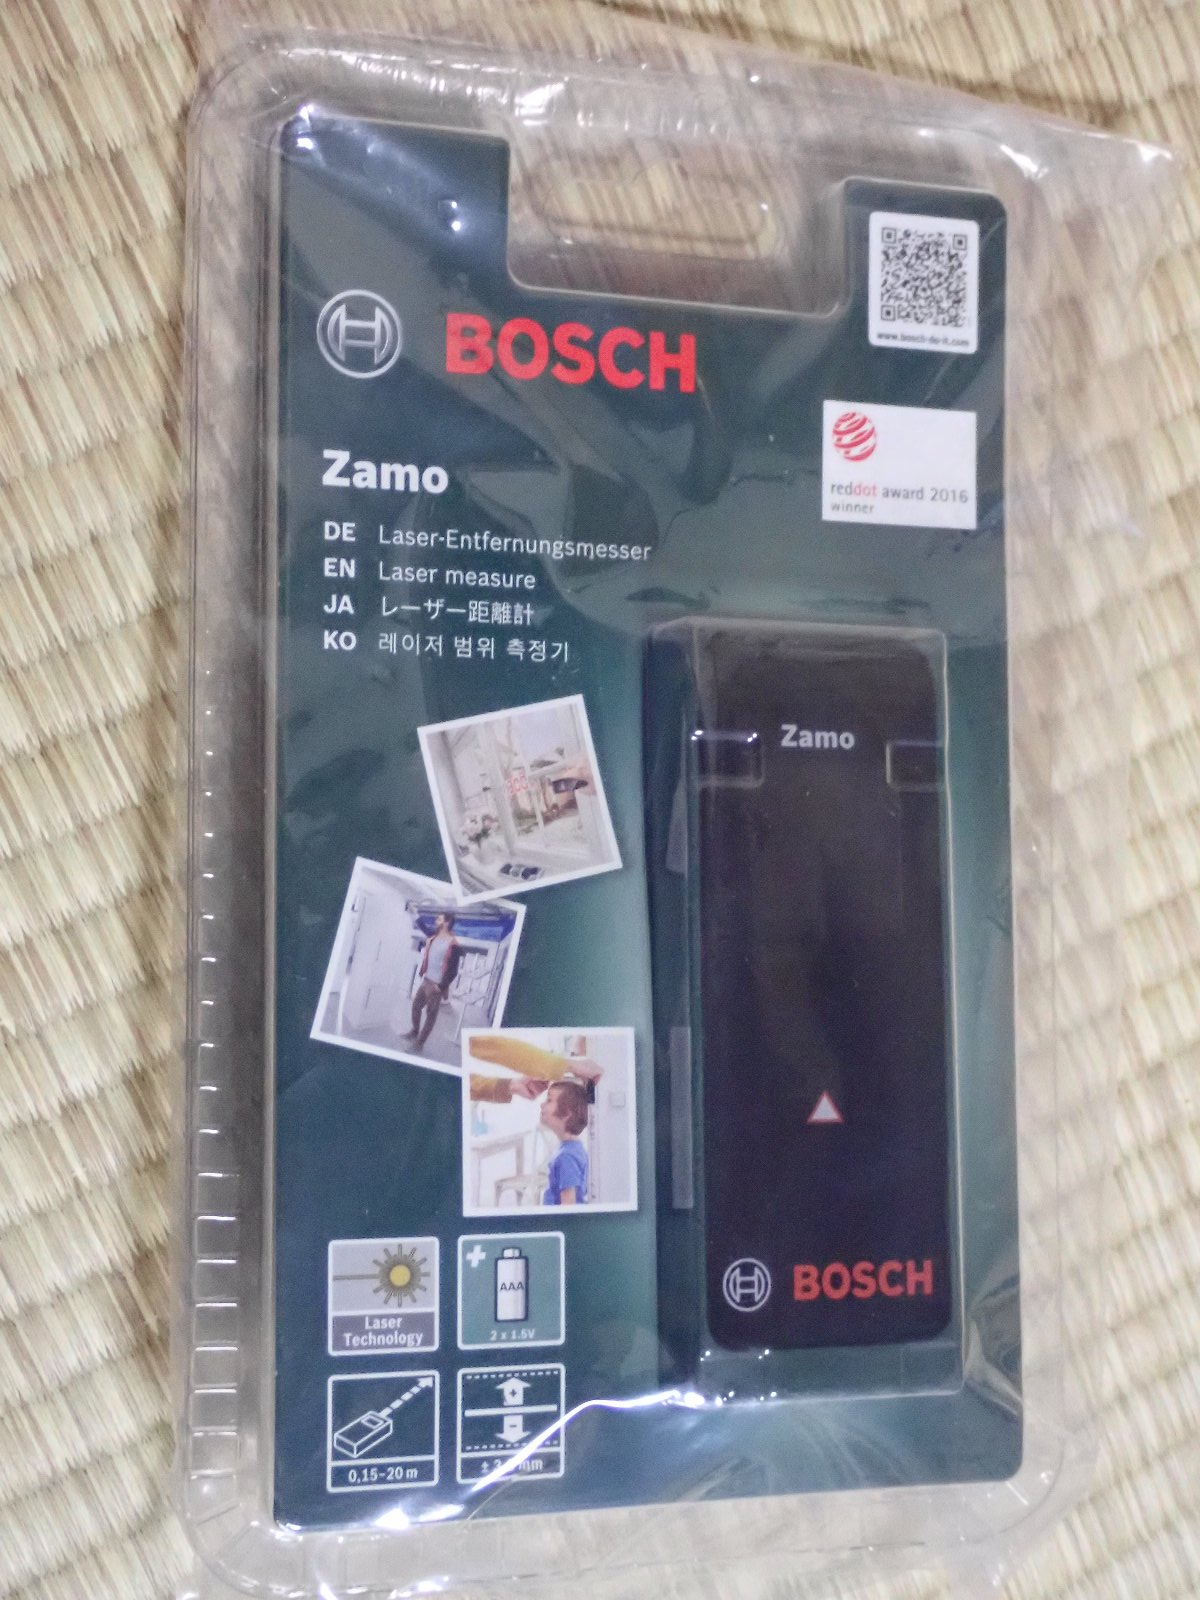 BOSCH
www.bosch-do-it.com
reddot award 2016
winner
Zamo
DE Laser-Entfernungsmesser
EN Laser measure
JA レーザー距離計
KO 레이저 범위 측정기
Zamo
BOSCH
Laser
Technology
AAA
2 x 1.5V
0,15-20 m
mm